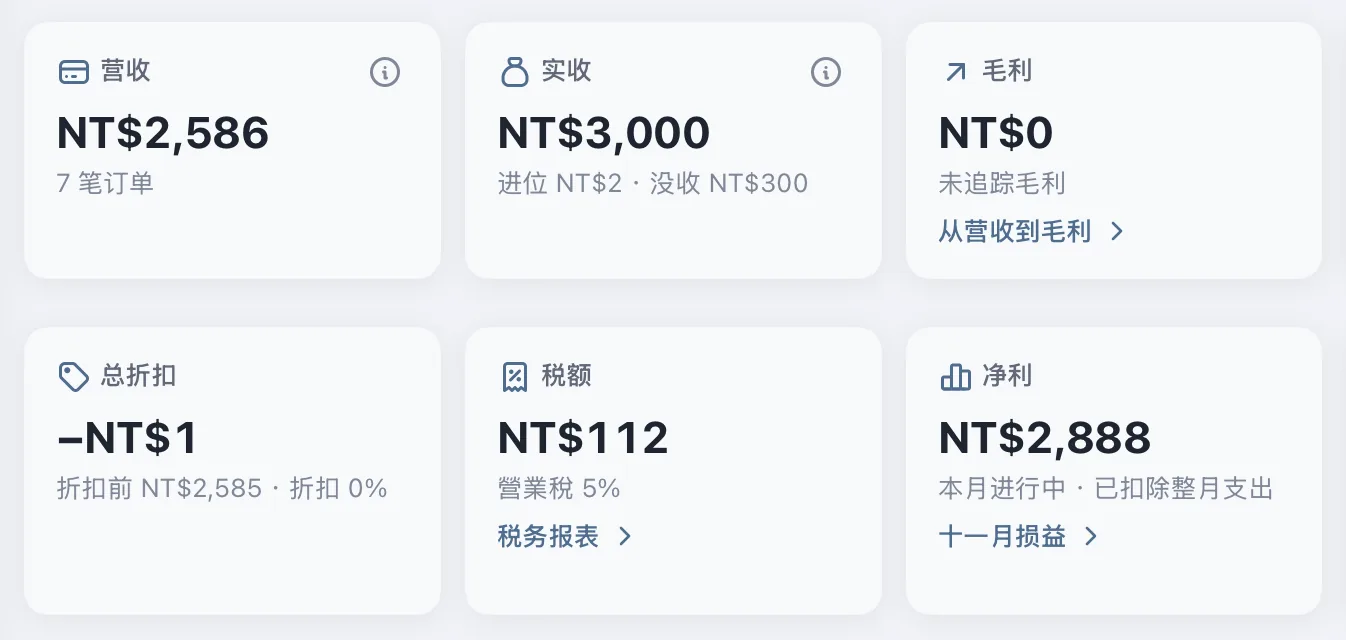 营收
NT$2,586
7 笔订单
实收
NT$3,000
进位 NT$2 · 没收 NT$300
毛利
NT$0
未追踪毛利
从营收到毛利
总折扣
–NT$1
折扣前 NT$2,585 · 折扣 0%
税额
NT$112
營業稅 5%
税务报表
净利
NT$2,888
本月进行中 · 已扣除整月支出
十一月损益